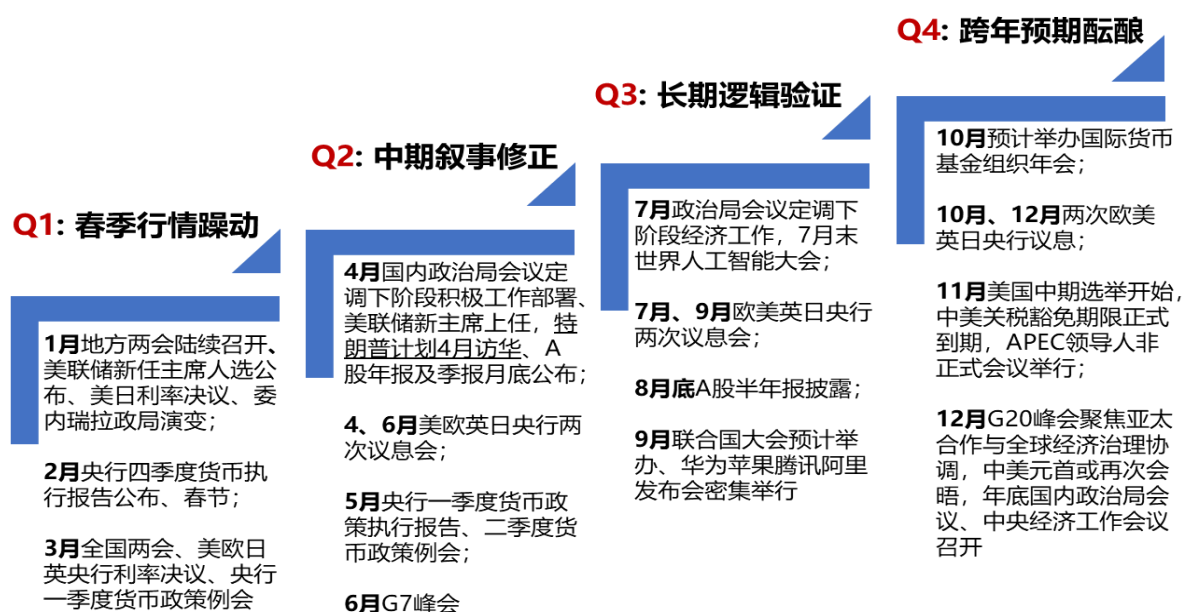 Q1: 春季行情躁动
1月地方两会陆续召开、
美联储新任主席人选公
布、美日利率决议、委
内瑞拉政局演变；
2月央行四季度货币执
行报告公布、春节；
3月全国两会、美欧日
英央行利率决议、央行
一季度货币政策例会
Q2: 中期叙事修正
4月国内政治局会议定
调下阶段积极工作部署、
美联储新主席上任，特
朗普计划4月访华、A
股年报及季报月底公布；
4、6月美欧英日央行两
次议息会；
5月央行一季度货币政
策执行报告、二季度货
币政策例会；
6月G7峰会
Q3: 长期逻辑验证
7月政治局会议定调下
阶段经济工作，7月末
世界人工智能大会；
7月、9月欧美英日央行
两次议息会；
8月底A股半年报披露；
9月联合国大会预计举
办、华为苹果腾讯阿里
发布会密集举行
Q4: 跨年预期酝酿
10月预计举办国际货币
基金组织年会；
10月、12月两次欧美
英日央行议息；
11月美国中期选举开始，
中美关税豁免期限正式
到期，APEC领导人非
正式会议举行；
12月G20峰会聚焦亚太
合作与全球经济治理协
调，中美元首或再次会
晤，年底国内政治局会
议、中央经济工作会议
召开